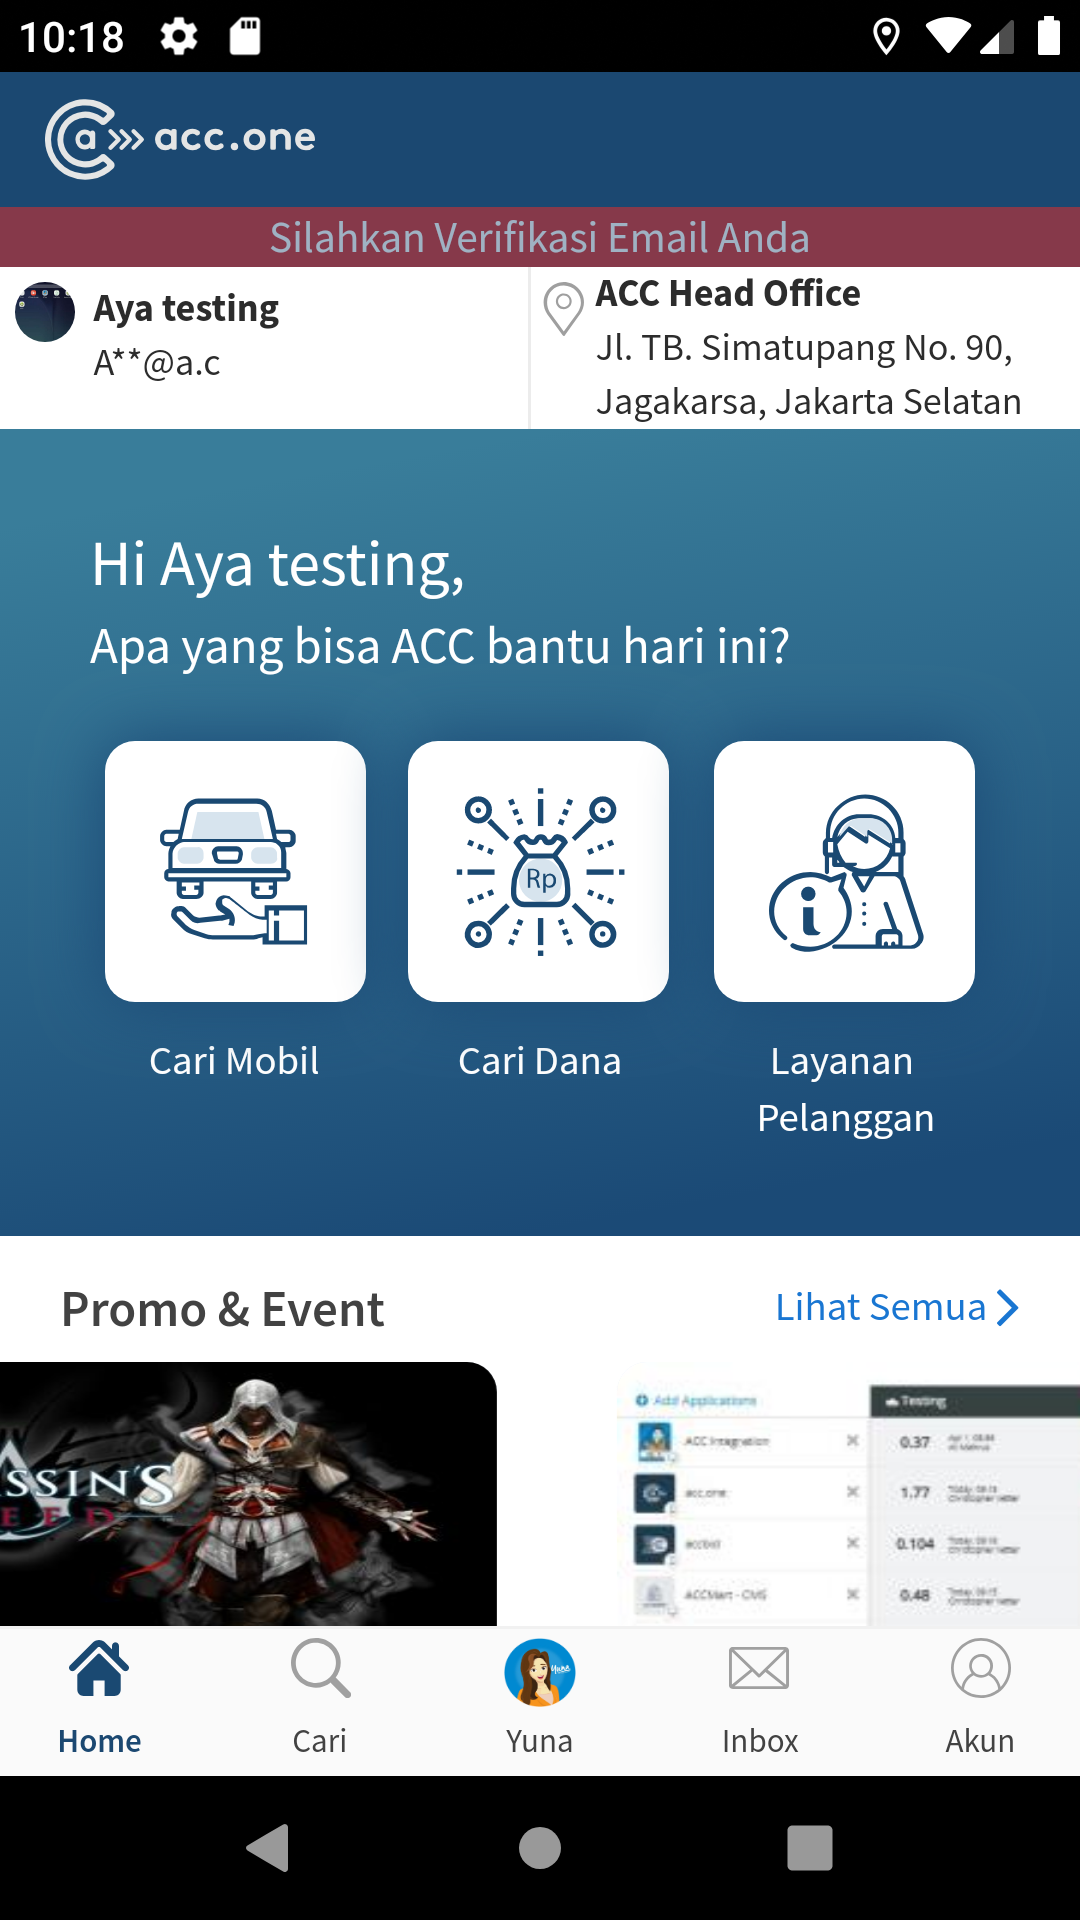 10:18
a acc.one
Silahkan Verifikasi Email Anda
Aya testing
A**@a.c
ACC Head Office
Jl. TB. Simatupang No. 90,
Jagakarsa, Jakarta Selatan
Hi Aya testing,
Apa yang bisa ACC bantu hari ini?
Rp
i
Cari Mobil
Cari Dana
Layanan
Pelanggan
Promo & Event
Lihat Semua
SSIN'S
EED
Add Applications
Testing
ACC Integration
0.37
acc.one
1.77
accbid
0.104
ACCMart - CMS
0.48
Yuna
Home
Cari
Yuna
Inbox
Akun